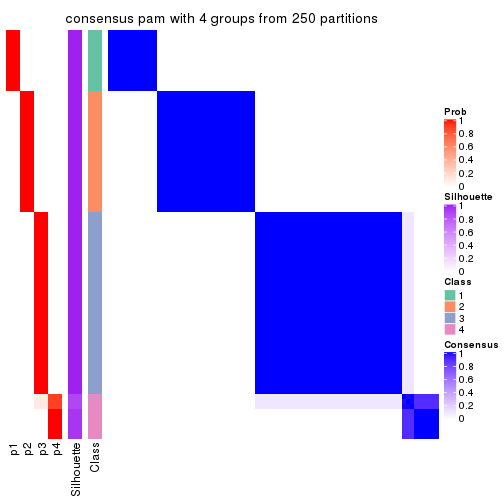 consensus pam with 4 groups from 250 partitions
Prob
1
0.8
0.6
0.4
0.2
0
Silhouette
1
0.8
0.6
0.4
0.2
0
Class
1
2
3
4
Consensus
1
0.8
0.6
0.4
0.2
0
p1
p2
p3
p4
Silhouette
Class